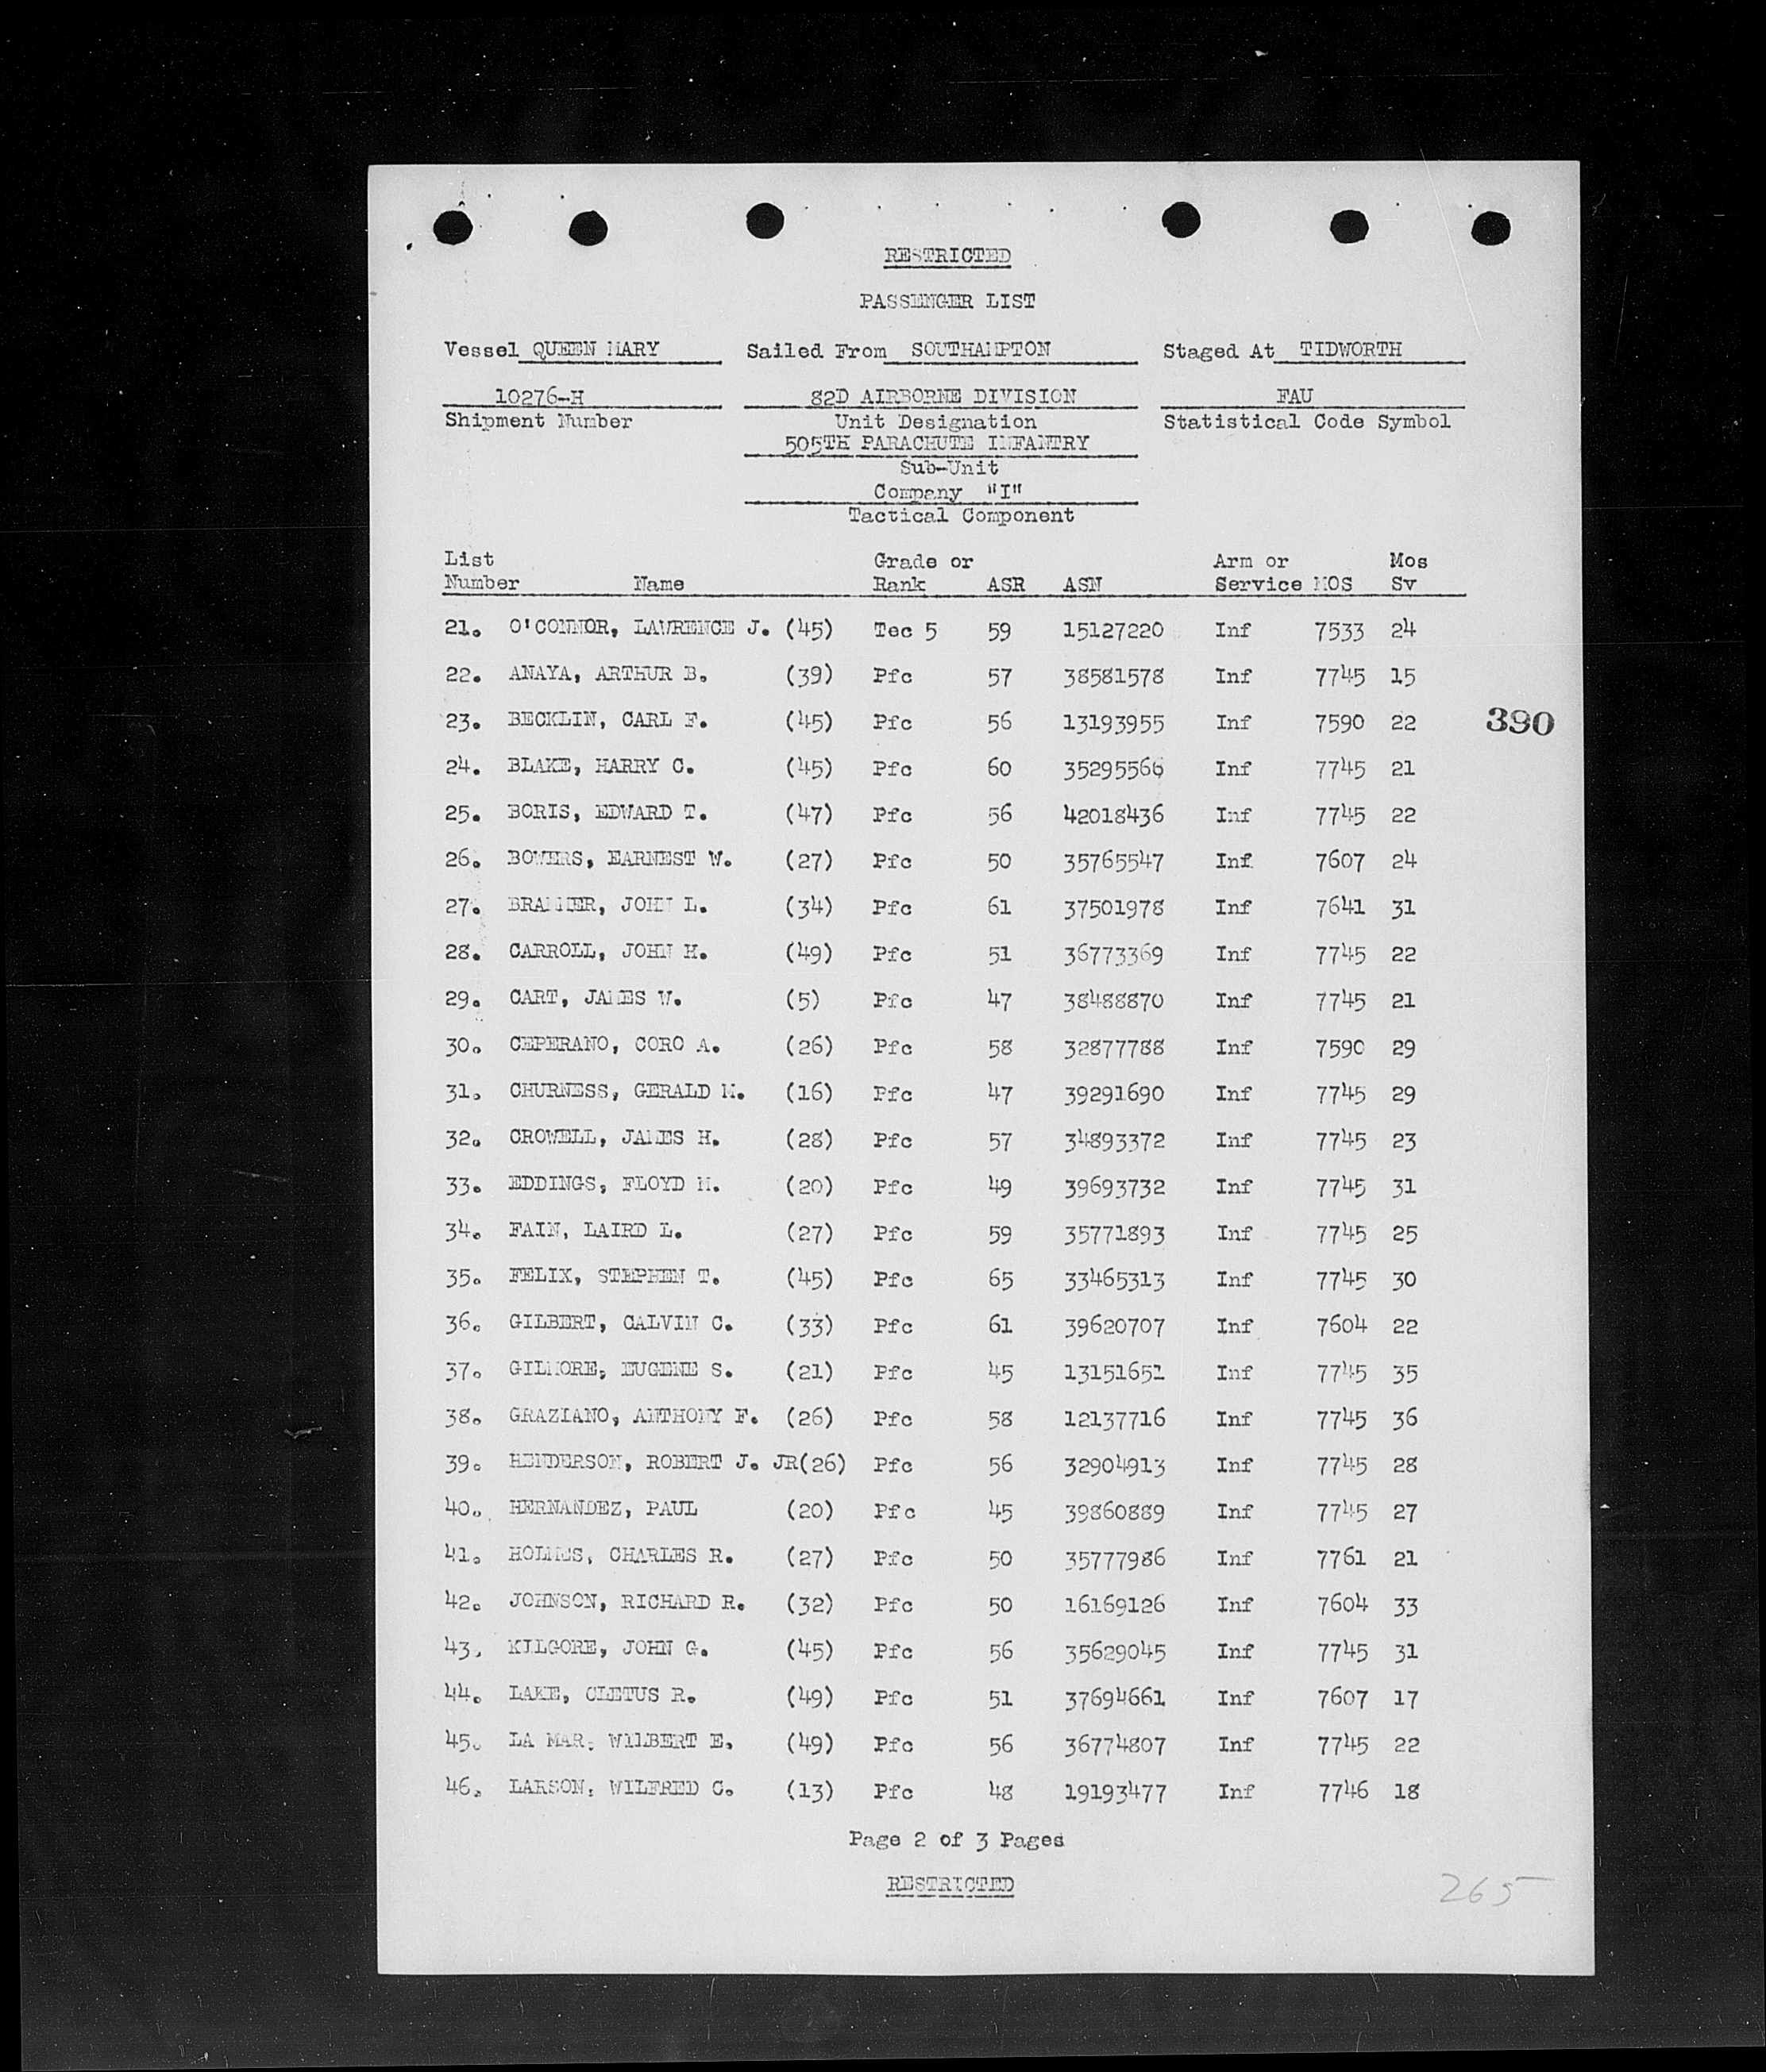 RESTRICTED
PASSENGER LIST
Vessel QUEEN MARY Sailed From SOUTHAMPTON Staged At TIDWORTH
10276-H 82D AIRBORNE DIVISION FAU
Shipment Number Unit Designation Statistical Code Symbol
505TH PARACHUTE INFANTRY
Sub-Unit
Company "I"
Tactical Component
List Grade or Arm or Mos
Number Name Rank ASR ASN Service MOS Sv
21. O'CONNOR, LAWRENCE J. (45) Tec 5 59 15127220 Inf 7533 24
22. ANAYA, ARTHUR B. (39) Pfc 57 38581578 Inf 7745 15
23. BECKLIN, CARL F. (45) Pfc 56 13193955 Inf 7590 22
390
24. BLAKE, HARRY C. (45) Pfc 60 35295566 Inf 7745 21
25. BORIS, EDWARD T. (47) Pfc 56 42018436 Inf 7745 22
26. BOWERS, EARNEST W. (27) Pfc 50 35765547 Inf 7607 24
27. BRAMMER, JOHN L. (34) Pfc 61 37501978 Inf 7641 31
28. CARROLL, JOHN H. (49) Pfc 51 36773369 Inf 7745 22
29. CART, JAMES W. (5) Pfc 47 38488870 Inf 7745 21
30. CEPERANO, CORO A. (26) Pfc 58 32877788 Inf 7590 29
31. CHURNESS, GERALD M. (16) Pfc 47 39291690 Inf 7745 29
32. CROWELL, JAMES H. (28) Pfc 57 34893372 Inf 7745 23
33. EDDINGS, FLOYD M. (20) Pfc 49 39693732 Inf 7745 31
34. FAIN, LAIRD L. (27) Pfc 59 35771893 Inf 7745 25
35. FELIX, STEPHEN T. (45) Pfc 65 33465313 Inf 7745 30
36. GILBERT, CALVIN C. (33) Pfc 61 39620707 Inf 7604 22
37. GILMORE, EUGENE S. (21) Pfc 45 13151651 Inf 7745 35
38. GRAZIANO, ANTHONY F. (26) Pfc 58 12137716 Inf 7745 36
39. HENDERSON, ROBERT J. JR(26) Pfc 56 32904913 Inf 7745 28
40. HERNANDEZ, PAUL (20) Pfc 45 39860889 Inf 7745 27
41. HOLMES, CHARLES R. (27) Pfc 50 35777986 Inf 7761 21
42. JOHNSON, RICHARD R. (32) Pfc 50 16169126 Inf 7604 33
43. KILGORE, JOHN G. (45) Pfc 56 35629045 Inf 7745 31
44. LAKE, CLETUS R. (49) Pfc 51 37694661 Inf 7607 17
45. LA MAR, WILBERT E. (49) Pfc 56 36774807 Inf 7745 22
46. LARSON, WILFRED C. (13) Pfc 48 19193477 Inf 7746 18
Page 2 of 3 Pages
RESTRICTED
265